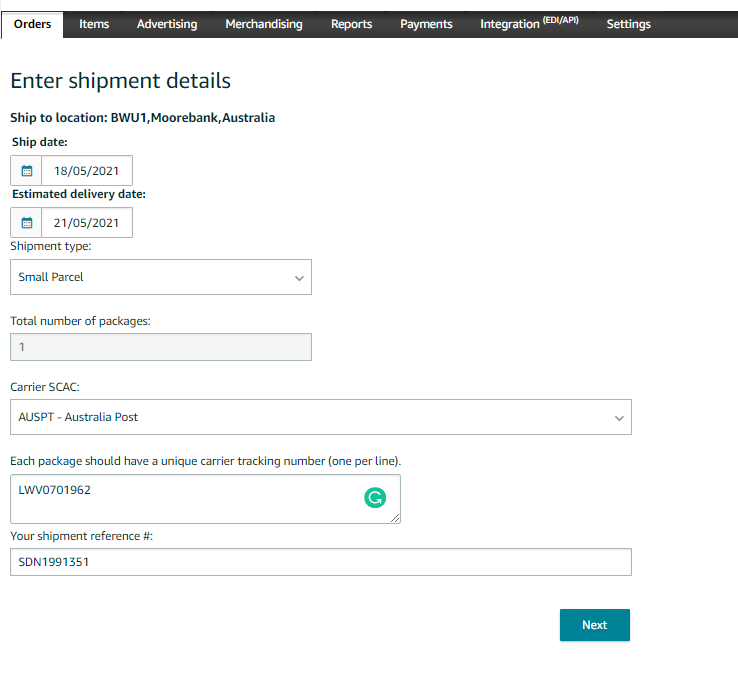 Orders Items Advertising Merchandising Reports Payments Integration (EDI/API) Settings
Enter shipment details
Ship to location: BWU1,Moorebank,Australia
Ship date:
18/05/2021
Estimated delivery date:
21/05/2021
Shipment type:
Small Parcel
Total number of packages:
1
Carrier SCAC:
AUSPT - Australia Post
Each package should have a unique carrier tracking number (one per line).
LWV0701962
Your shipment reference #:
SDN1991351
Next